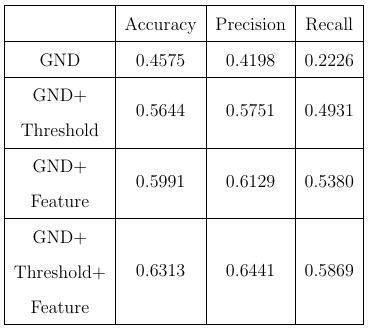 Accuracy Precision Recall
GND 0.4575 0.4198 0.2226
GND+
Threshold 0.5644 0.5751 0.4931
GND+
Feature 0.5991 0.6129 0.5380
GND+
Threshold+ 0.6313 0.6441 0.5869
Feature